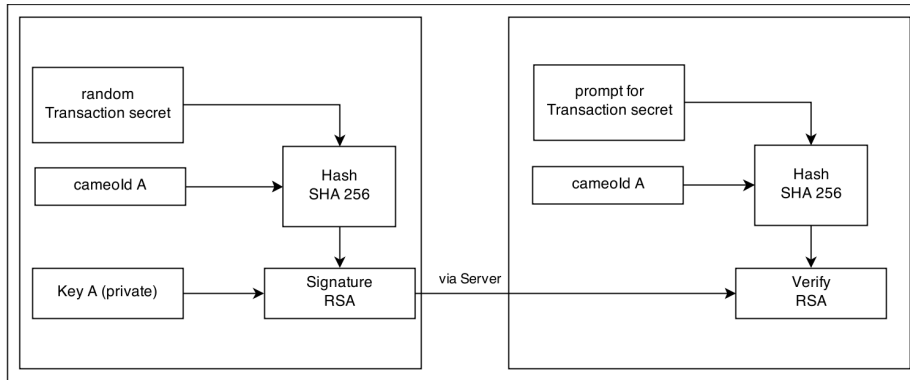 random
Transaction secret
cameoId A
Hash
SHA 256
Key A (private)
Signature
RSA
via Server
prompt for
Transaction secret
cameoId A
Hash
SHA 256
Verify
RSA